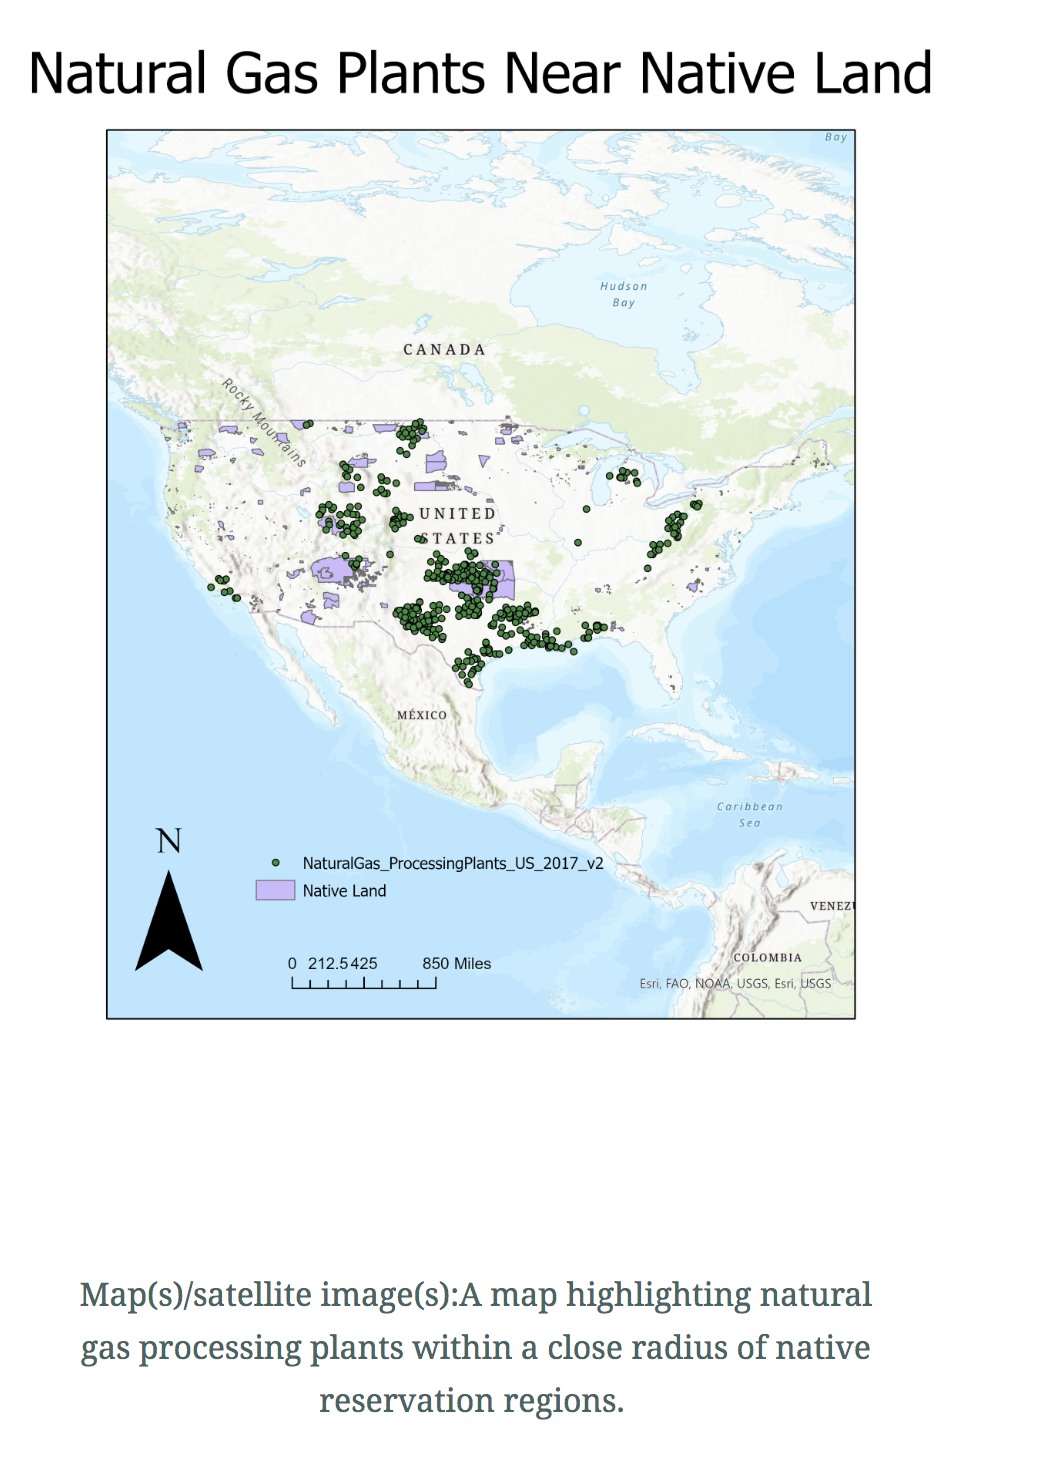 Natural Gas Plants Near Native Land
Bay
Hudson
Bay
CANADA
Rocky Mountains
UNITED
STATES
MÉXICO
Caribbean
Sea
N
NaturalGas_ProcessingPlants_US_2017_v2
Native Land
VENEZU
0 212.5 425 850 Miles
COLOMBIA
Esri, FAO, NOAA, USGS, Esri, USGS
Map(s)/satellite image(s):A map highlighting natural
gas processing plants within a close radius of native
reservation regions.